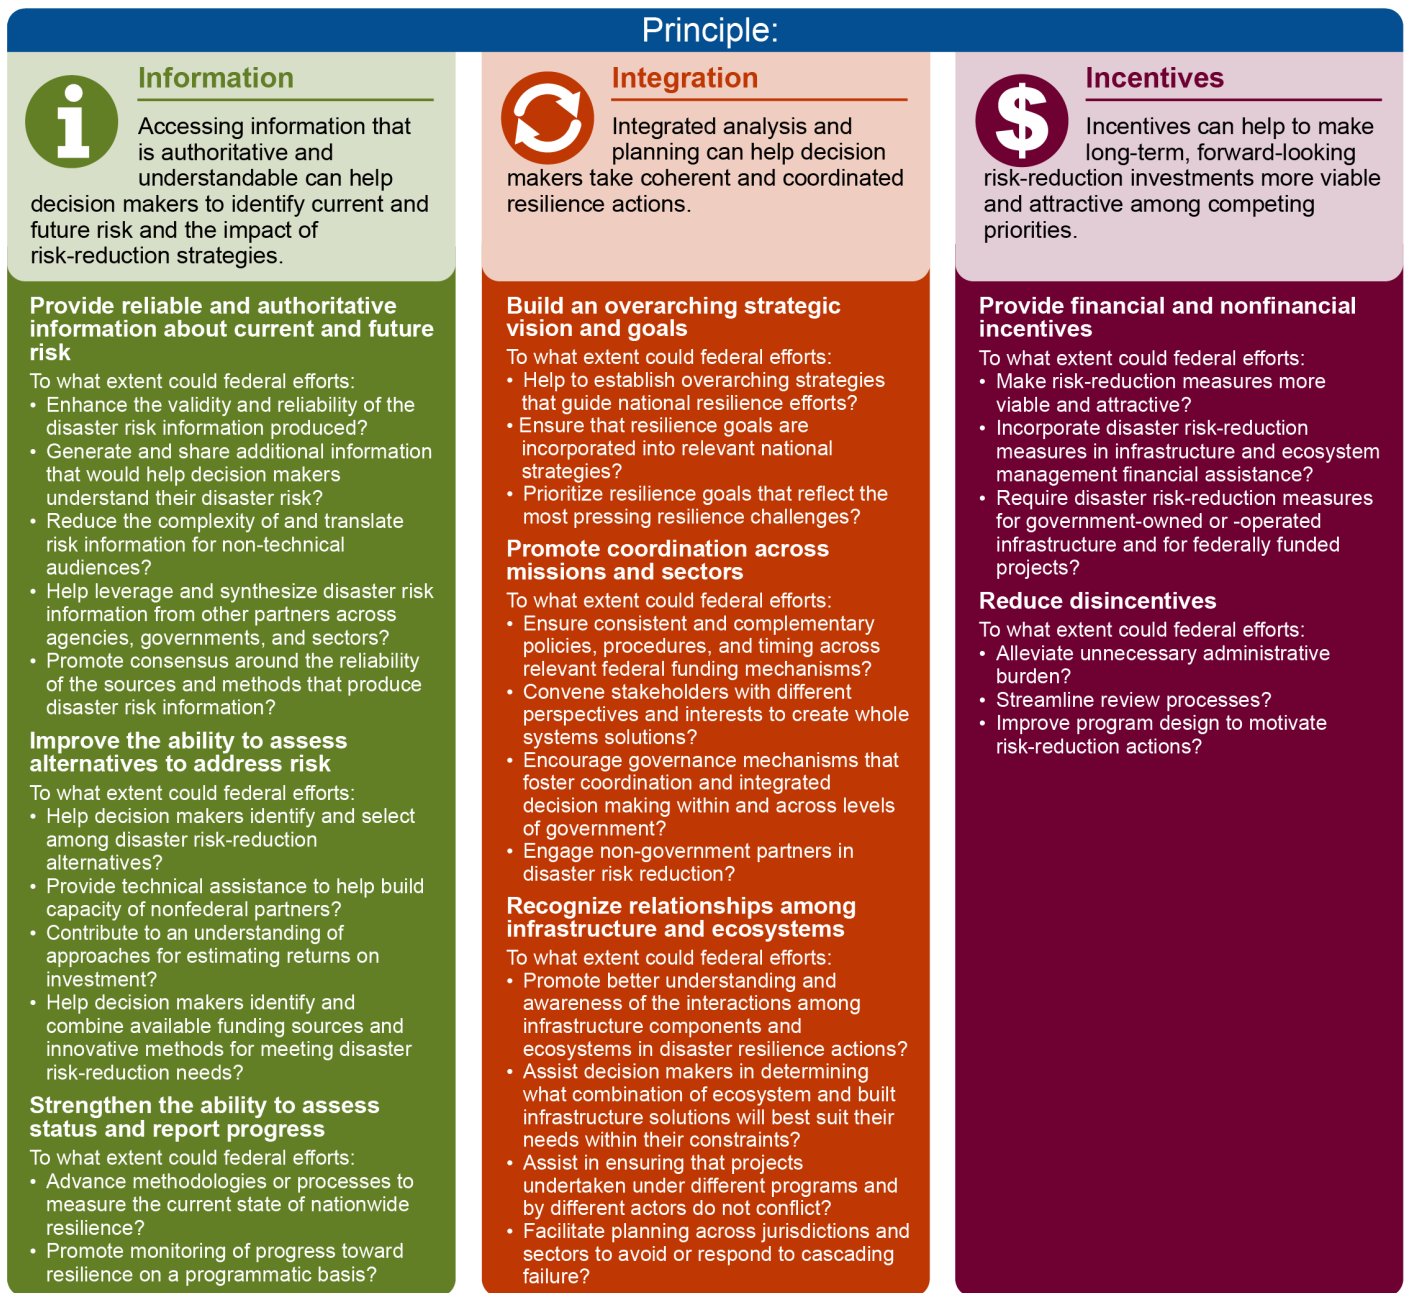 Principle:
Information
Accessing information that
is authoritative and
understandable can help
decision makers to identify current and
future risk and the impact of
risk-reduction strategies.
Provide reliable and authoritative
information about current and future
risk
To what extent could federal efforts:
• Enhance the validity and reliability of the
disaster risk information produced?
• Generate and share additional information
that would help decision makers
understand their disaster risk?
• Reduce the complexity of and translate
risk information for non-technical
audiences?
• Help leverage and synthesize disaster risk
information from other partners across
agencies, governments, and sectors?
• Promote consensus around the reliability
of the sources and methods that produce
disaster risk information?
Improve the ability to assess
alternatives to address risk
To what extent could federal efforts:
• Help decision makers identify and select
among disaster risk-reduction
alternatives?
• Provide technical assistance to help build
capacity of nonfederal partners?
• Contribute to an understanding of
approaches for estimating returns on
investment?
• Help decision makers identify and
combine available funding sources and
innovative methods for meeting disaster
risk-reduction needs?
Strengthen the ability to assess
status and report progress
To what extent could federal efforts:
• Advance methodologies or processes to
measure the current state of nationwide
resilience?
• Promote monitoring of progress toward
resilience on a programmatic basis?
Integration
Integrated analysis and
planning can help decision
makers take coherent and coordinated
resilience actions.
Build an overarching strategic
vision and goals
To what extent could federal efforts:
• Help to establish overarching strategies
that guide national resilience efforts?
• Ensure that resilience goals are
incorporated into relevant national
strategies?
• Prioritize resilience goals that reflect the
most pressing resilience challenges?
Promote coordination across
missions and sectors
To what extent could federal efforts:
• Ensure consistent and complementary
policies, procedures, and timing across
relevant federal funding mechanisms?
• Convene stakeholders with different
perspectives and interests to create whole
systems solutions?
• Encourage governance mechanisms that
foster coordination and integrated
decision making within and across levels
of government?
• Engage non-government partners in
disaster risk reduction?
Recognize relationships among
infrastructure and ecosystems
To what extent could federal efforts:
• Promote better understanding and
awareness of the interactions among
infrastructure components and
ecosystems in disaster resilience actions?
• Assist decision makers in determining
what combination of ecosystem and built
infrastructure solutions will best suit their
needs within their constraints?
• Assist in ensuring that projects
undertaken under different programs and
by different actors do not conflict?
• Facilitate planning across jurisdictions and
sectors to avoid or respond to cascading
failure?
$
Incentives
Incentives can help to make
long-term, forward-looking
risk-reduction investments more viable
and attractive among competing
priorities.
Provide financial and nonfinancial
incentives
To what extent could federal efforts:
• Make risk-reduction measures more
viable and attractive?
• Incorporate disaster risk-reduction
measures in infrastructure and ecosystem
management financial assistance?
• Require disaster risk-reduction measures
for government-owned or -operated
infrastructure and for federally funded
projects?
Reduce disincentives
To what extent could federal efforts:
• Alleviate unnecessary administrative
burden?
• Streamline review processes?
• Improve program design to motivate
risk-reduction actions?